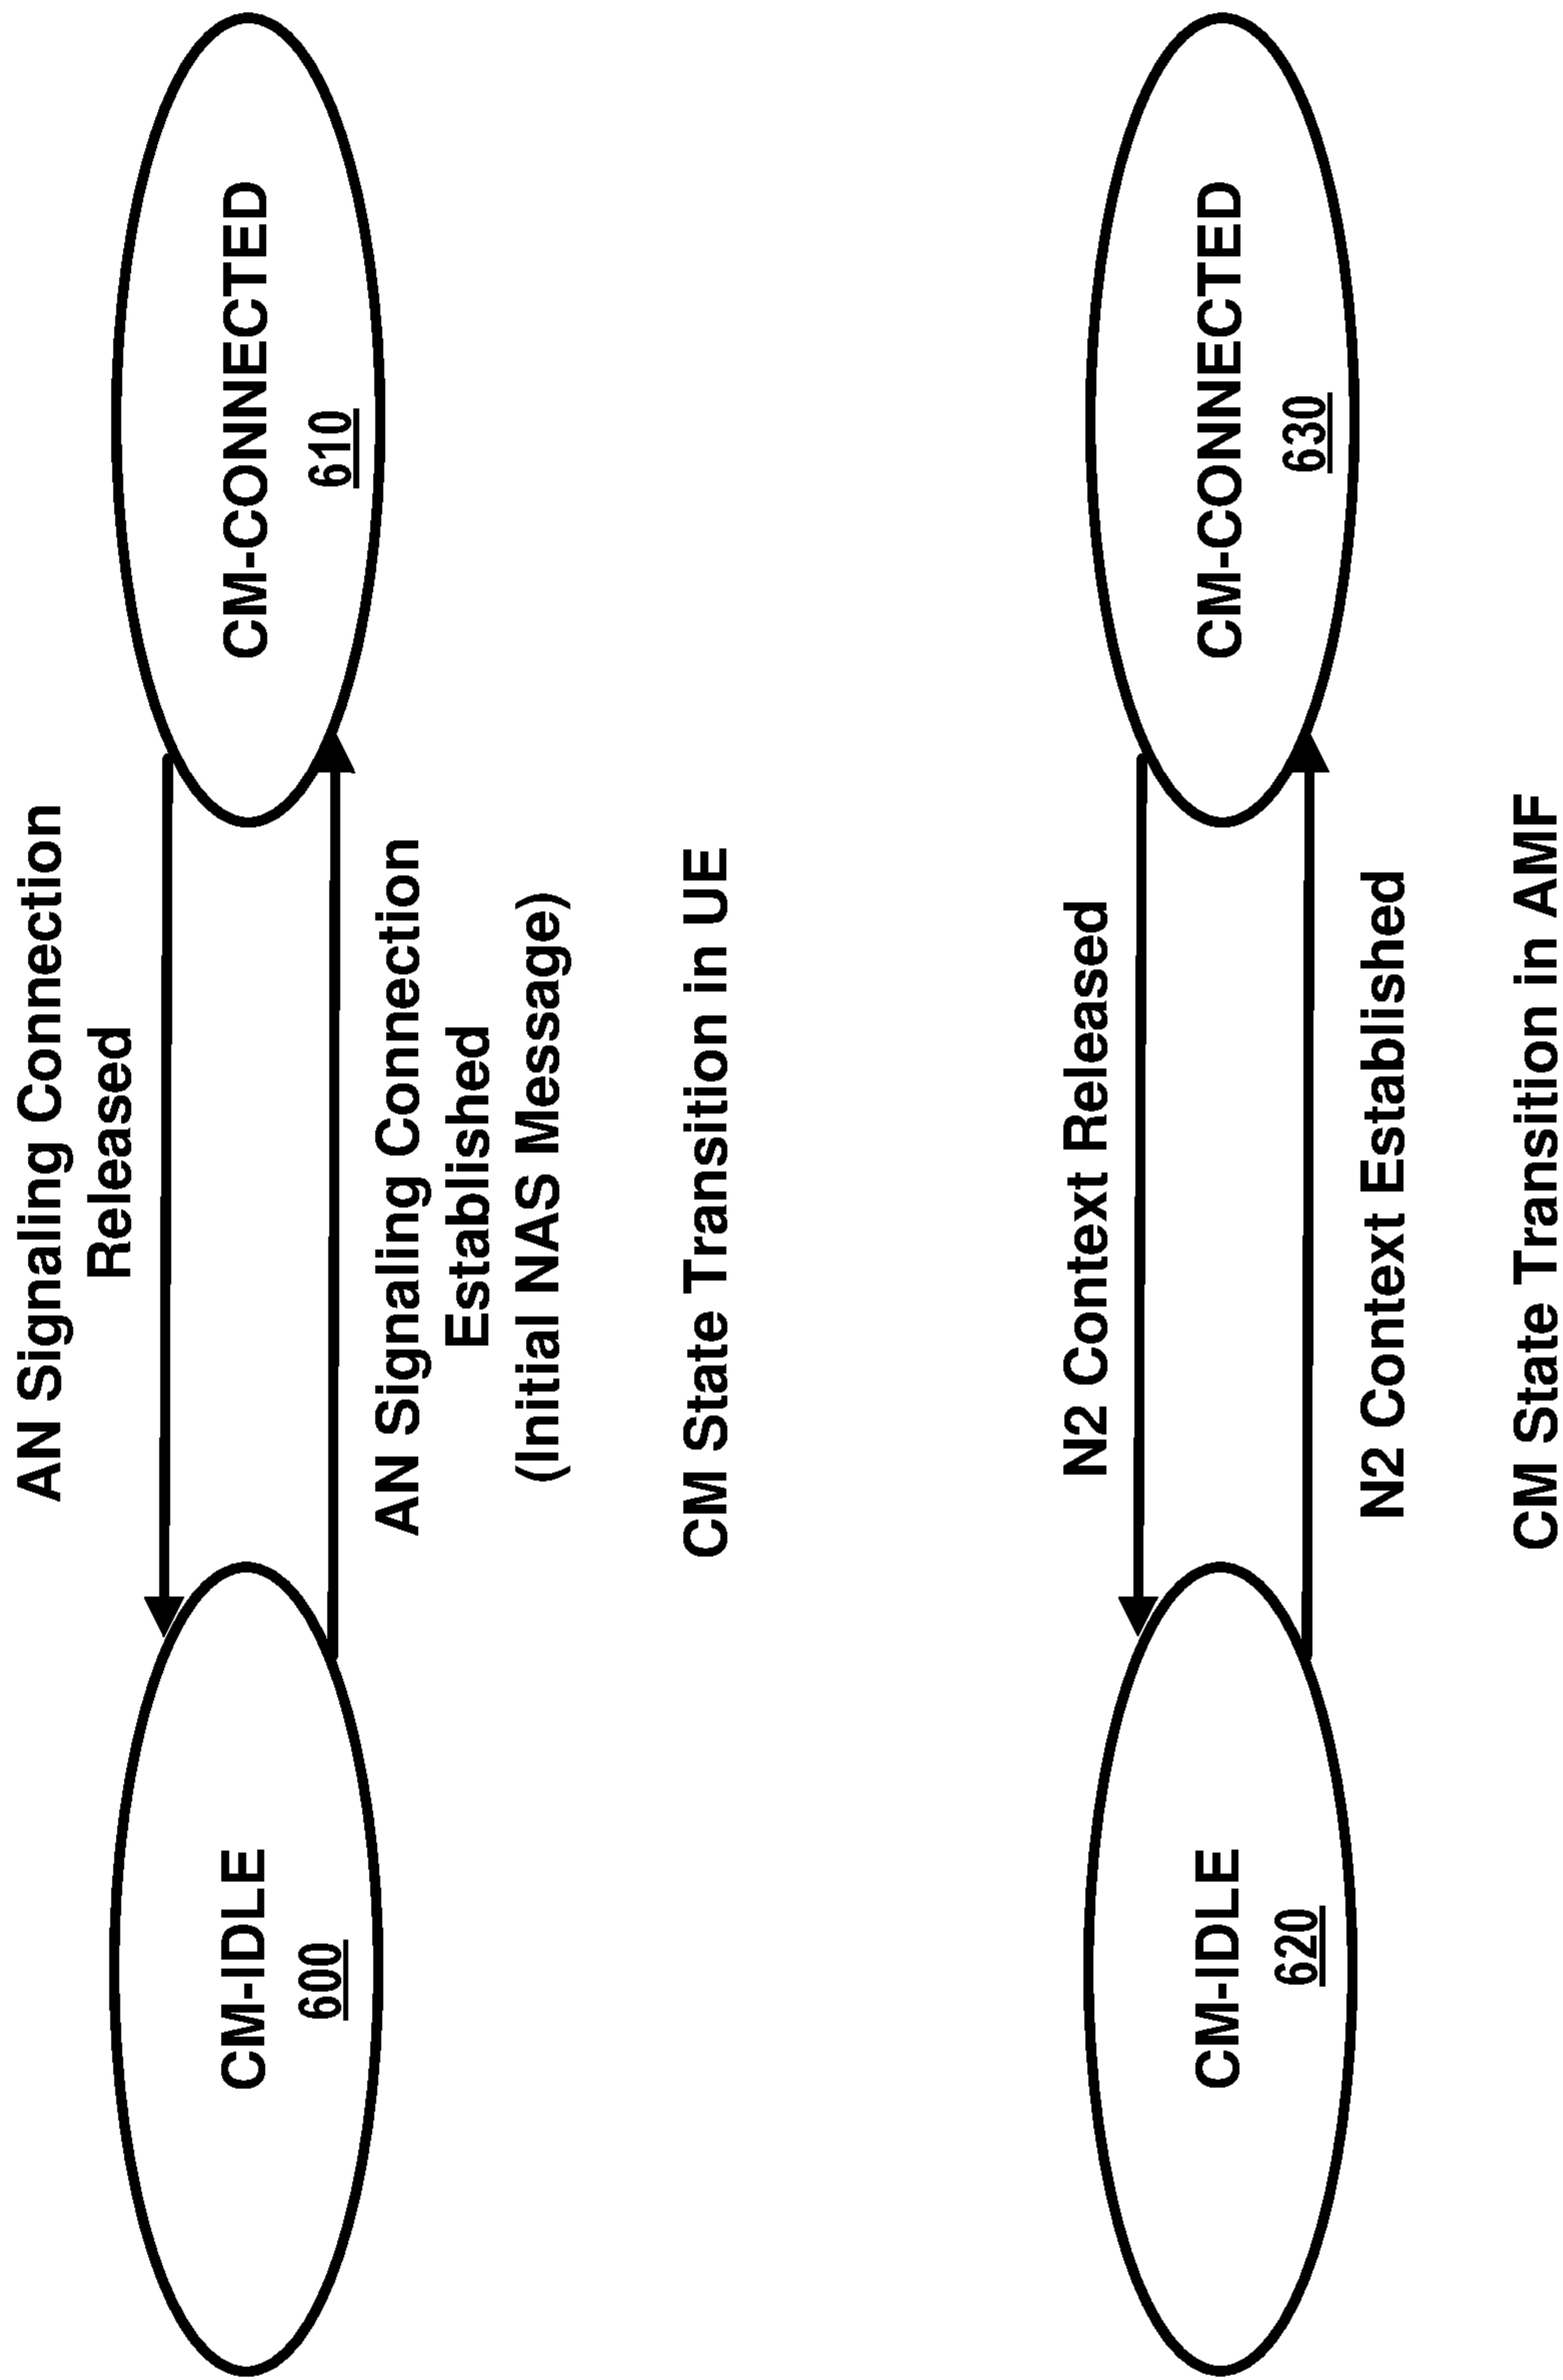 AN Signaling Connection
Released
CM-IDLE
600
CM-CONNECTED
610
AN Signaling Connection
Established
(Initial NAS Message)
CM State Transition in UE
N2 Context Released
CM-IDLE
620
CM-CONNECTED
630
N2 Context Established
CM State Transition in AMF